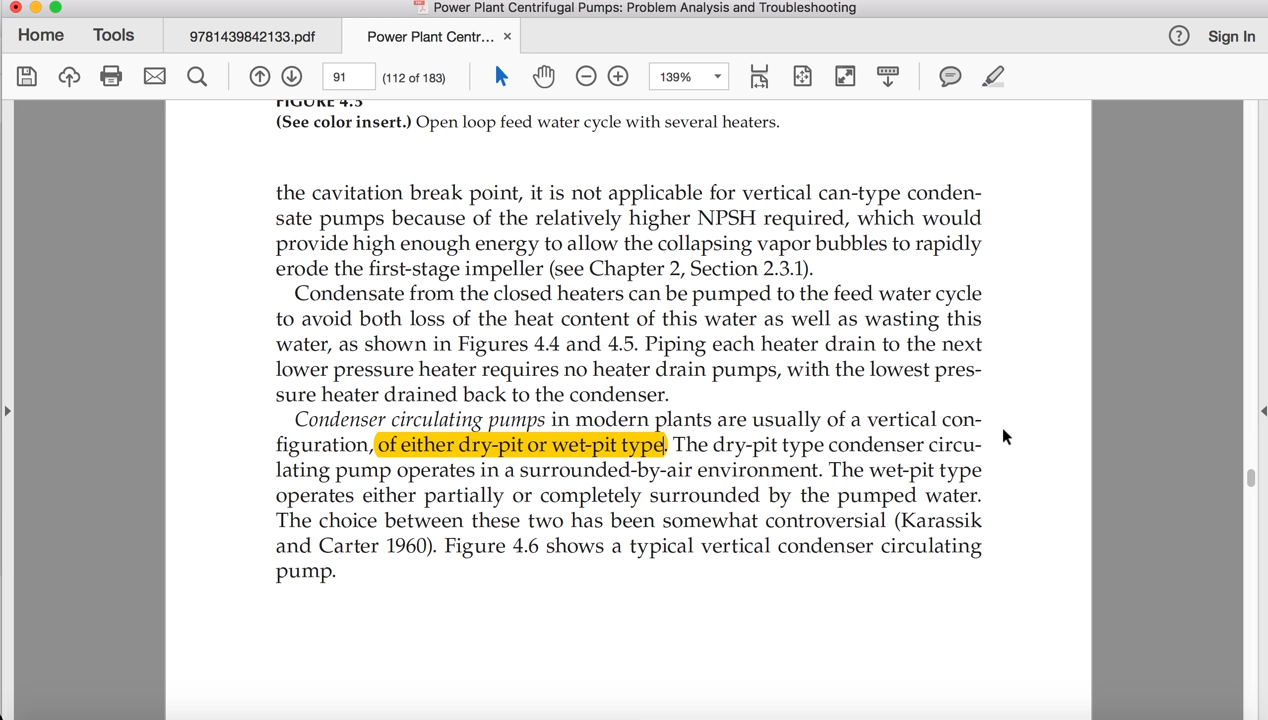 Power Plant Centrifugal Pumps: Problem Analysis and Troubleshooting
Home Tools 9781439842133.pdf Power Plant Centr... × ? Sign In
91 (112 of 183) 139%
FIGURE 4.5
(See color insert.) Open loop feed water cycle with several heaters.
the cavitation break point, it is not applicable for vertical can-type conden-
sate pumps because of the relatively higher NPSH required, which would
provide high enough energy to allow the collapsing vapor bubbles to rapidly
erode the first-stage impeller (see Chapter 2, Section 2.3.1).
Condensate from the closed heaters can be pumped to the feed water cycle
to avoid both loss of the heat content of this water as well as wasting this
water, as shown in Figures 4.4 and 4.5. Piping each heater drain to the next
lower pressure heater requires no heater drain pumps, with the lowest pres-
sure heater drained back to the condenser.
Condenser circulating pumps in modern plants are usually of a vertical con-
figuration, of either dry-pit or wet-pit type. The dry-pit type condenser circu-
lating pump operates in a surrounded-by-air environment. The wet-pit type
operates either partially or completely surrounded by the pumped water.
The choice between these two has been somewhat controversial (Karassik
and Carter 1960). Figure 4.6 shows a typical vertical condenser circulating
pump.